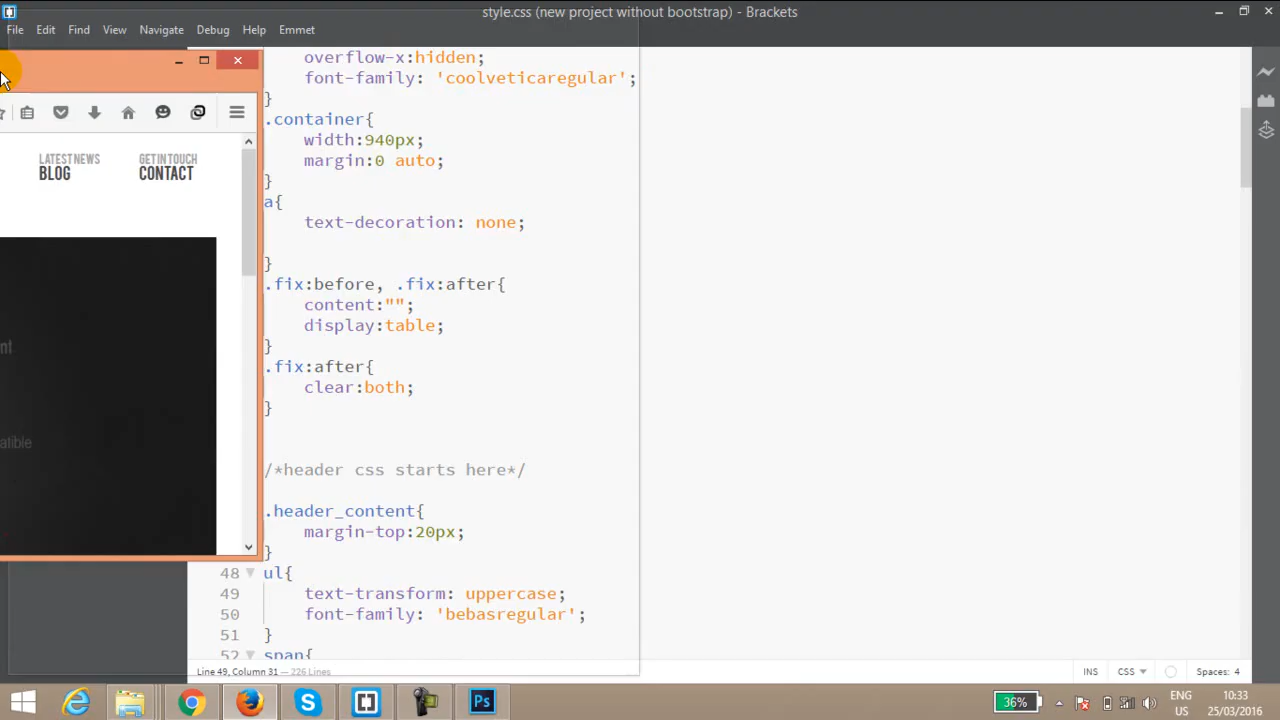 style.css (new project without bootstrap) - Brackets
File Edit Find View Navigate Debug Help Emmet
overflow-x:hidden;
font-family: 'coolveticaregular';
}
.container{
width:940px;
margin:0 auto;
}
a{
text-decoration: none;
}
.fix:before, .fix:after{
content:"";
display:table;
}
.fix:after{
clear:both;
}
/*header css starts here*/
.header_content{
margin-top:20px;
}
48 ul{
49 text-transform: uppercase;
50 font-family: 'bebasregular';
51 }
52 span{
LATEST NEWS
BLOG
GET IN TOUCH
CONTACT
nt
atible
Line 49, Column 31 — 226 Lines
INS CSS Spaces: 4
36%
ENG
US
10:33
25/03/2016